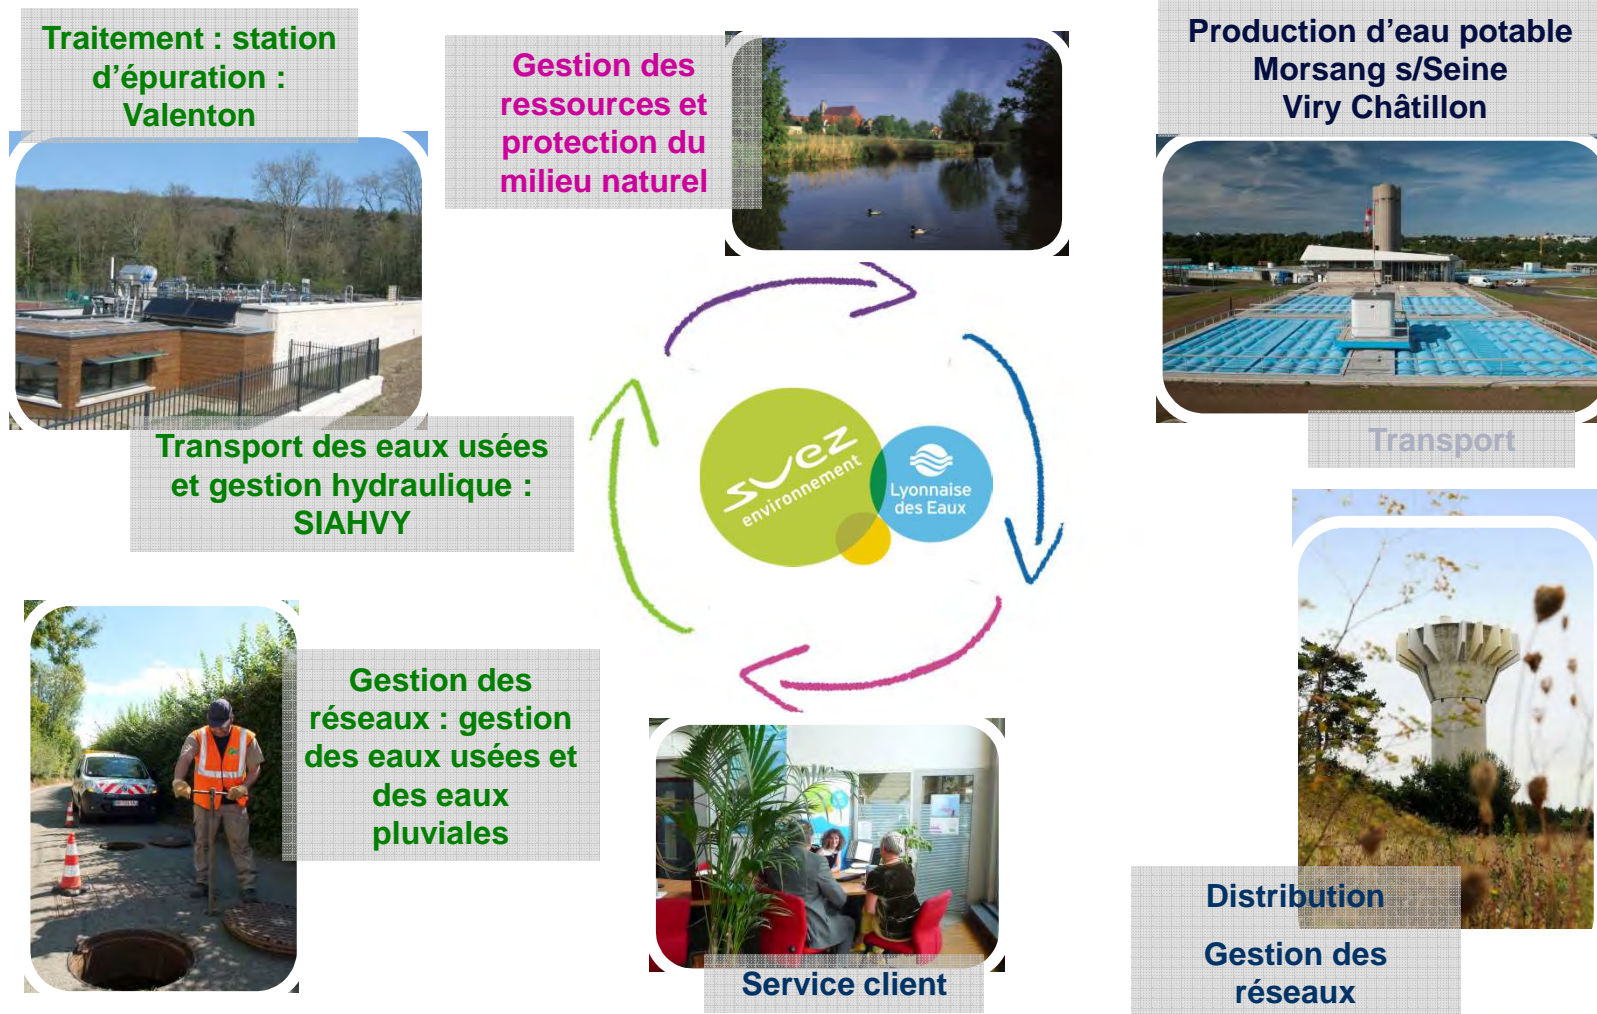 Traitement : station
d’épuration :
Valenton
Gestion des
ressources et
protection du
milieu naturel
Production d’eau potable
Morsang s/Seine
Viry Châtillon
Transport
Transport des eaux usées
et gestion hydraulique :
SIAHVY
suez
environnement
Lyonnaise
des Eaux
Gestion des
réseaux : gestion
des eaux usées et
des eaux
pluviales
Service client
Distribution
Gestion des
réseaux